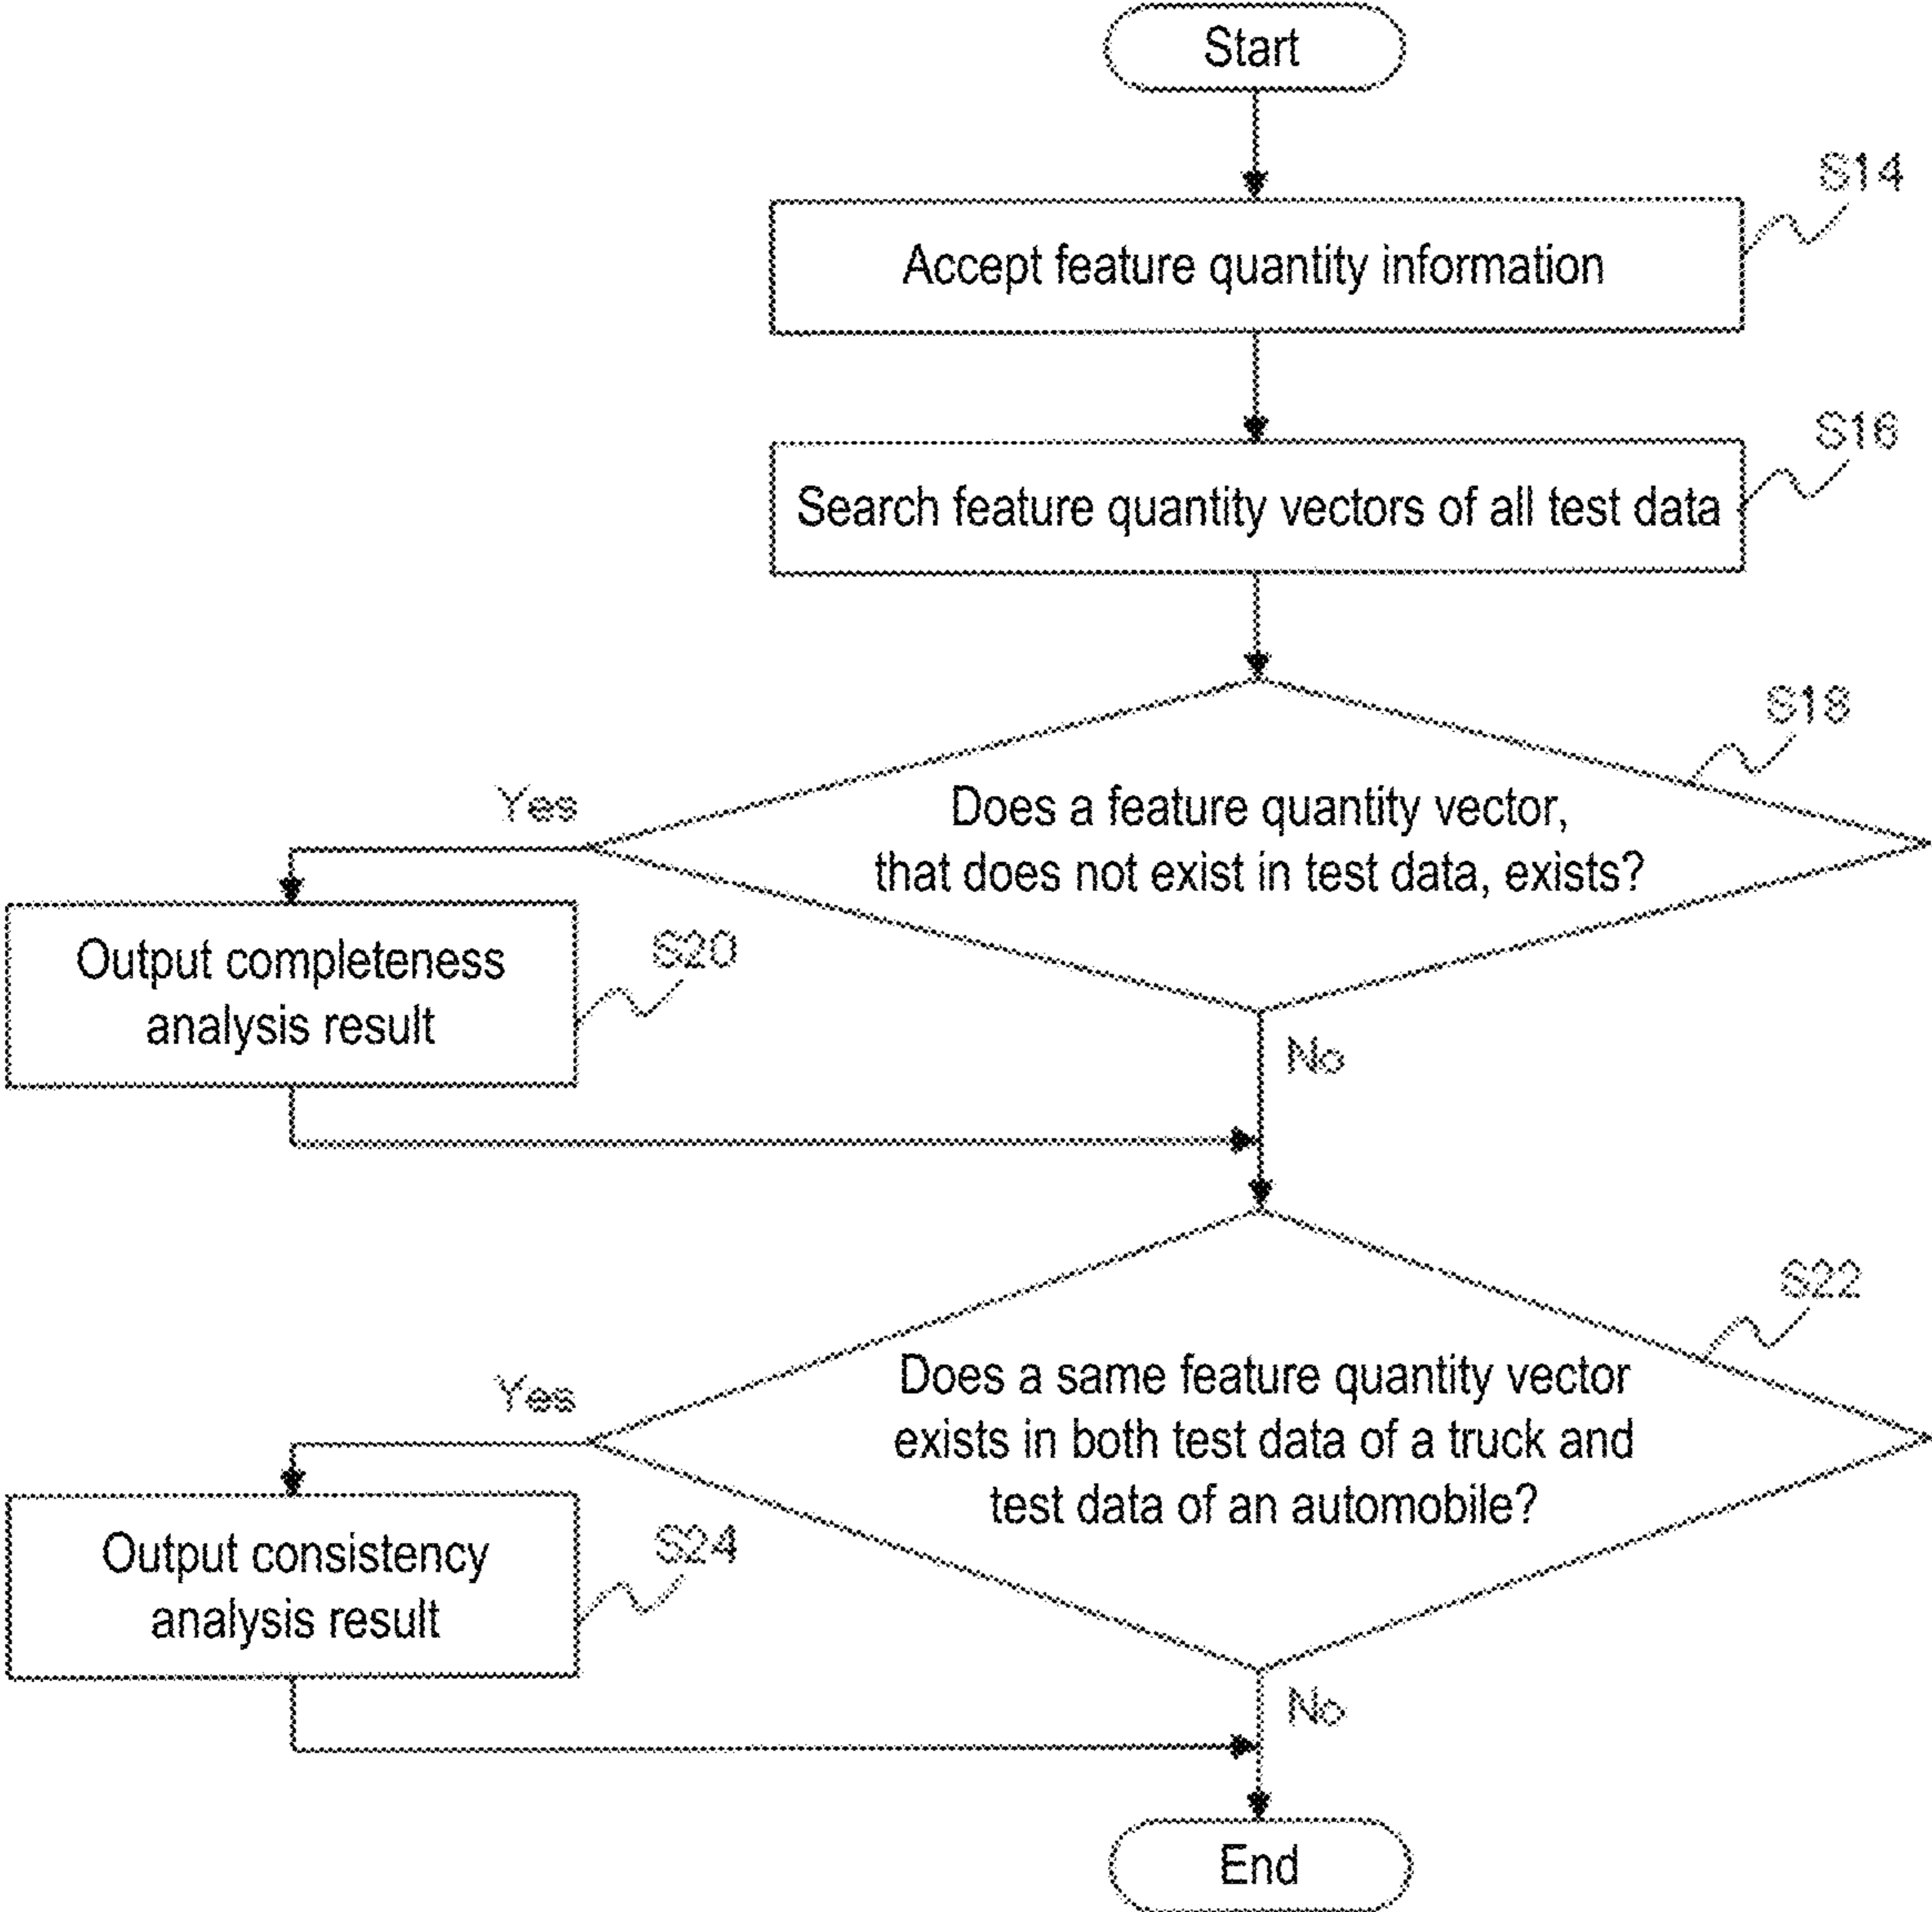 Start
S14
Accept feature quantity information
S16
Search feature quantity vectors of all test data
S18
Yes
Does a feature quantity vector,
that does not exist in test data, exists?
S20
Output completeness
analysis result
No
S22
Yes
Does a same feature quantity vector
exists in both test data of a truck and
test data of an automobile?
S24
Output consistency
analysis result
No
End